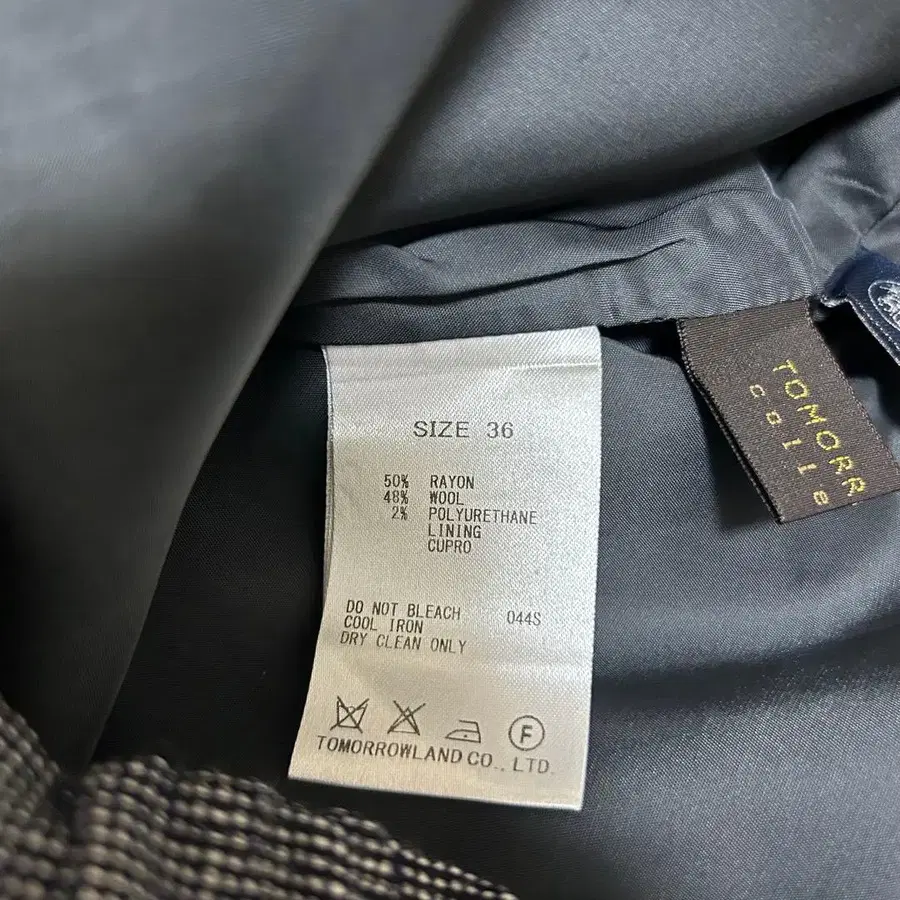 SIZE 36
50% RAYON
48% WOOL
2% POLYURETHANE
LINING
CUPRO
DO NOT BLEACH 044S
COOL IRON
DRY CLEAN ONLY
F
TOMORROWLAND CO., LTD.
TOMORR
colle